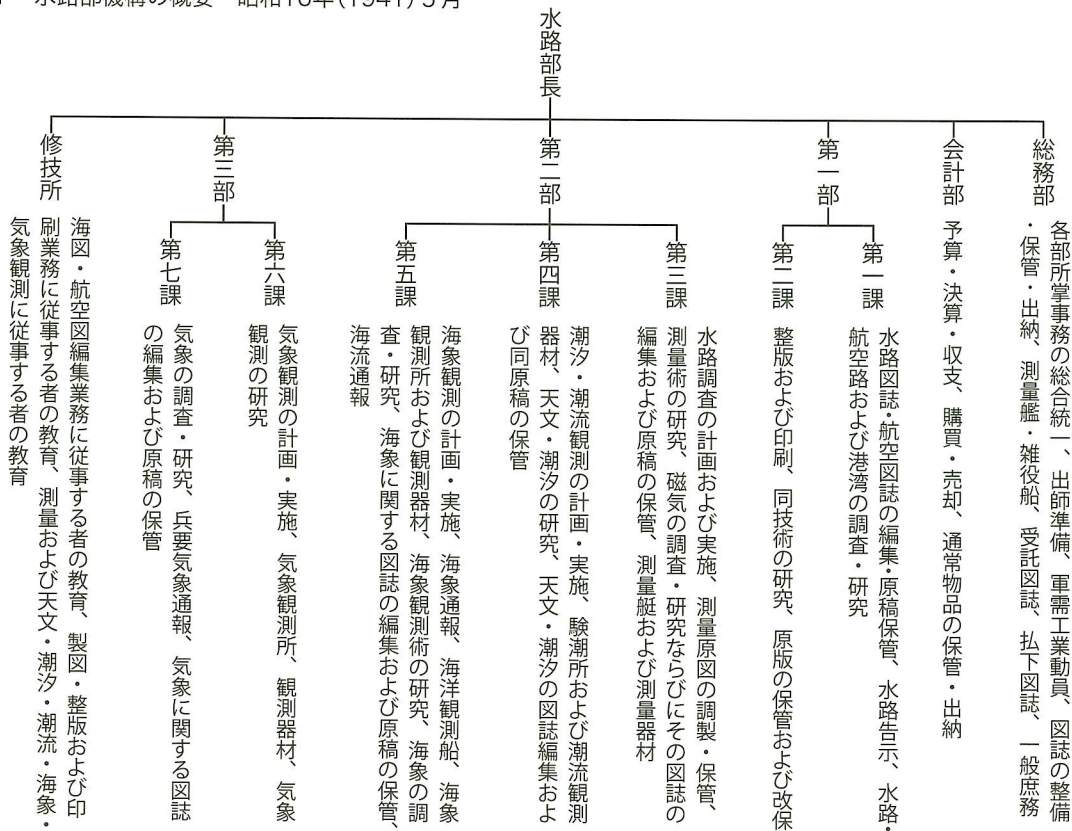 水路部機構の概要 昭和16年(1941)5月
水路部長
総務部
各部所掌事務の総合統一、出師準備、軍需工業動員、図誌の整備
・保管・出納、測量艦・雑役船、受託図誌、払下図誌、一般庶務
会計部
予算・決算・収支、購買・売却、通常物品の保管・出納
第一部
第一課
水路図誌・航空図誌の編集・原稿保管、水路告示、水路・
航空路および港湾の調査・研究
第二課
整版および印刷、同技術の研究、原版の保管および改保
第二部
第三課
水路調査の計画および実施、測量原図の調製・保管、
測量術の研究、磁気の調査・研究ならびにその図誌の
編集および原稿の保管、測量艇および測量器材
第四課
潮汐・潮流観測の計画・実施、験潮所および潮流観測
器材、天文・潮汐の研究、天文・潮汐の図誌編集およ
び同原稿の保管
第五課
海象観測の計画・実施、海象通報、海洋観測船、海象
観測所および観測器材、海象観測術の研究、海象の調
査・研究、海象に関する図誌の編集および原稿の保管、
海流通報
第三部
第六課
気象観測の計画・実施、気象観測所、観測器材、気象
観測の研究
第七課
気象の調査・研究、兵要気象通報、気象に関する図誌
の編集および原稿の保管
修技所
海図・航空図編集業務に従事する者の教育、製図・整版および印
刷業務に従事する者の教育、測量および天文・潮汐・潮流・海象・
気象観測に従事する者の教育